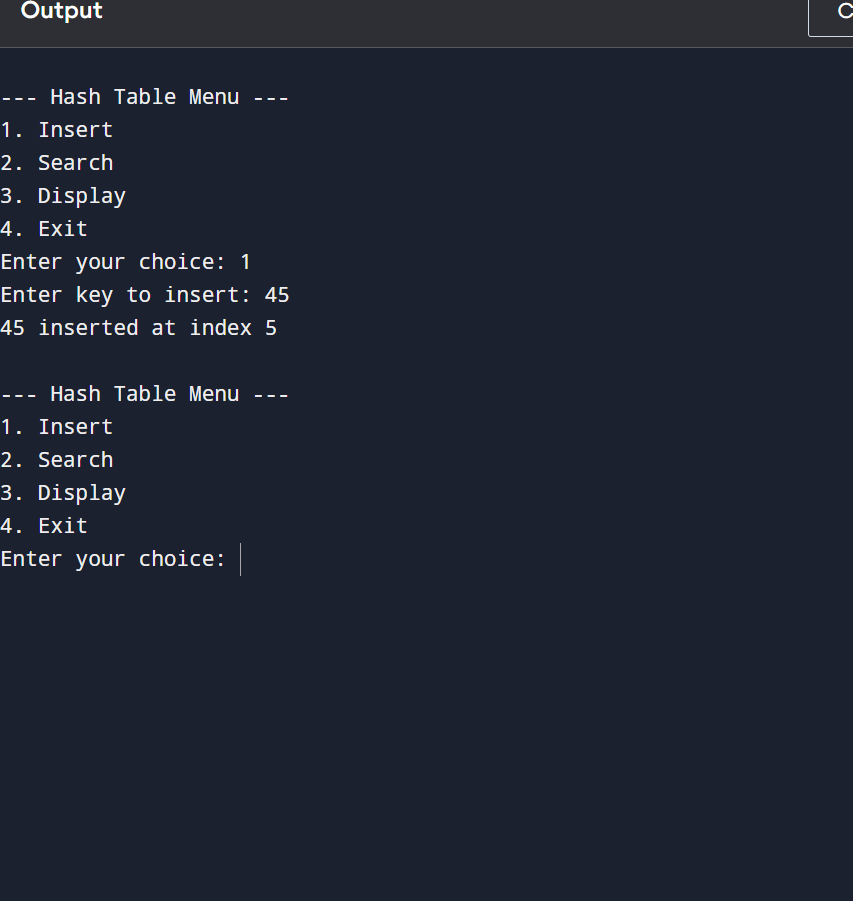 Output
C
--- Hash Table Menu ---
1. Insert
2. Search
3. Display
4. Exit
Enter your choice: 1
Enter key to insert: 45
45 inserted at index 5
--- Hash Table Menu ---
1. Insert
2. Search
3. Display
4. Exit
Enter your choice: